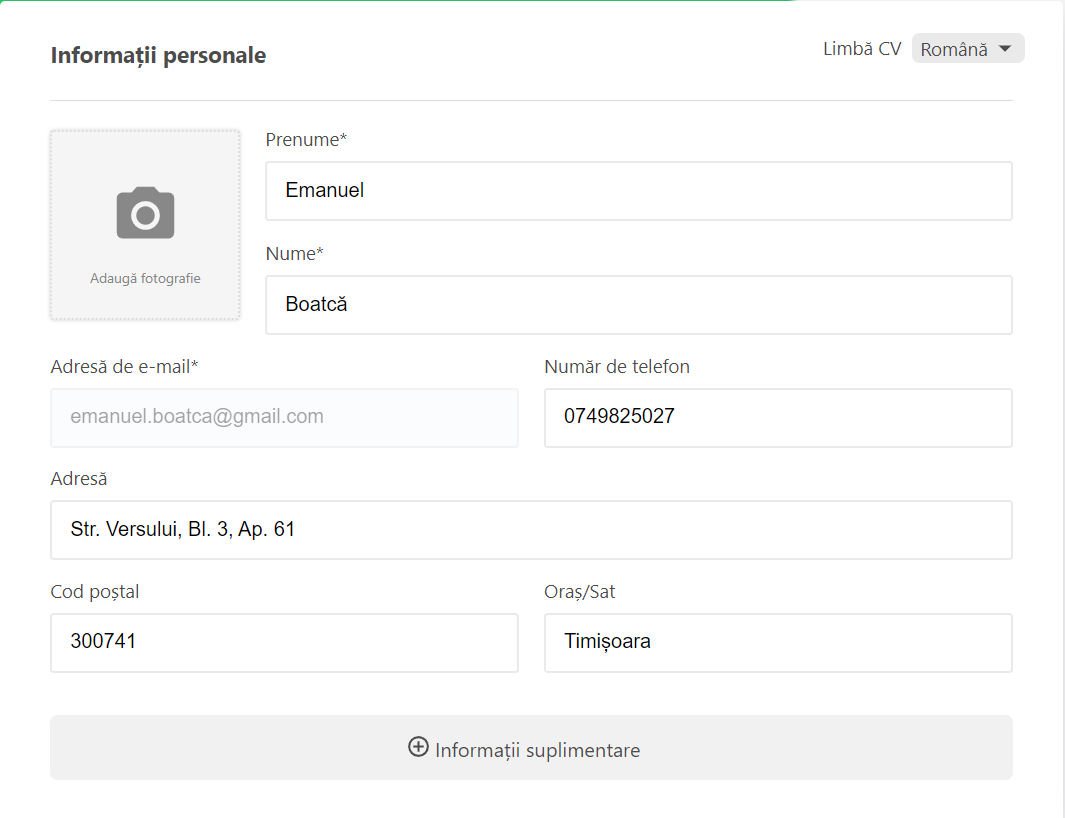 Informații personale
Limbă CV Română
Adaugă fotografie
Prenume*
Emanuel
Nume*
Boatcă
Adresă de e-mail*
emanuel.boatca@gmail.com
Număr de telefon
0749825027
Adresă
Str. Versului, Bl. 3, Ap. 61
Cod poștal
300741
Oraș/Sat
Timișoara
Informații suplimentare